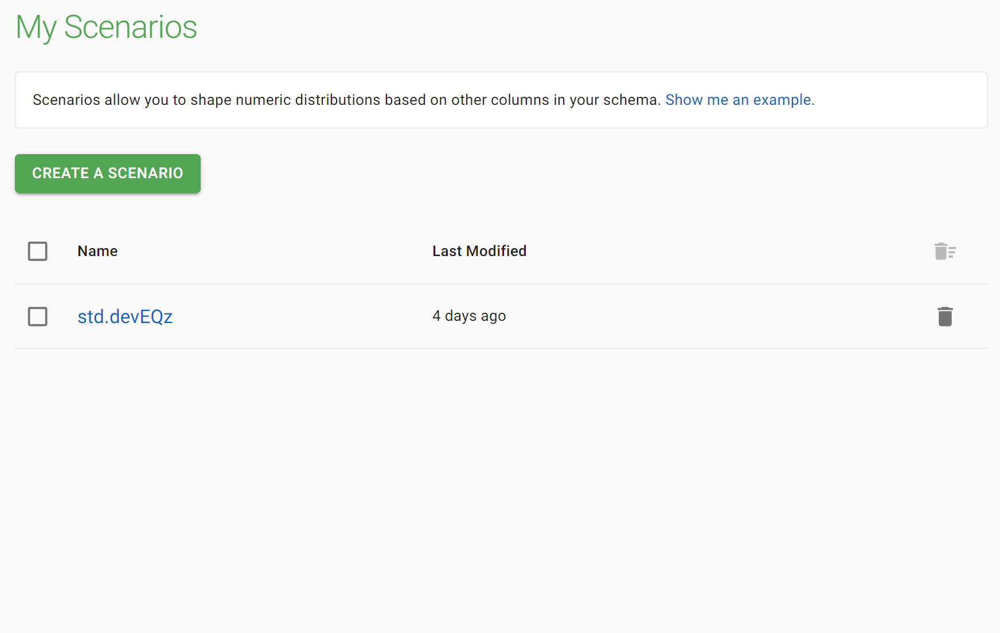 My Scenarios
Scenarios allow you to shape numeric distributions based on other columns in your schema. Show me an example.
CREATE A SCENARIO
Name Last Modified
std.devEQz 4 days ago